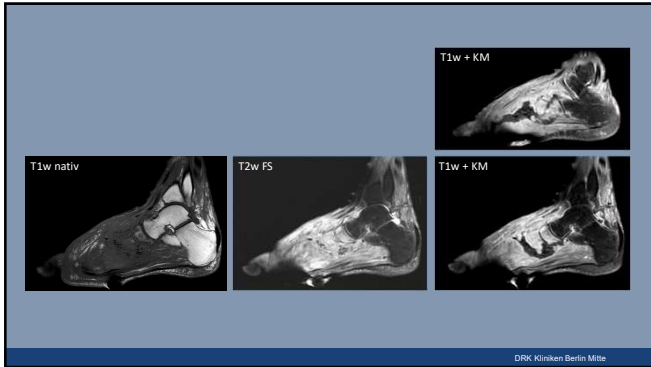 T1w + KM
T1w nativ
T2w FS
T1w + KM
DRK Kliniken Berlin Mitte